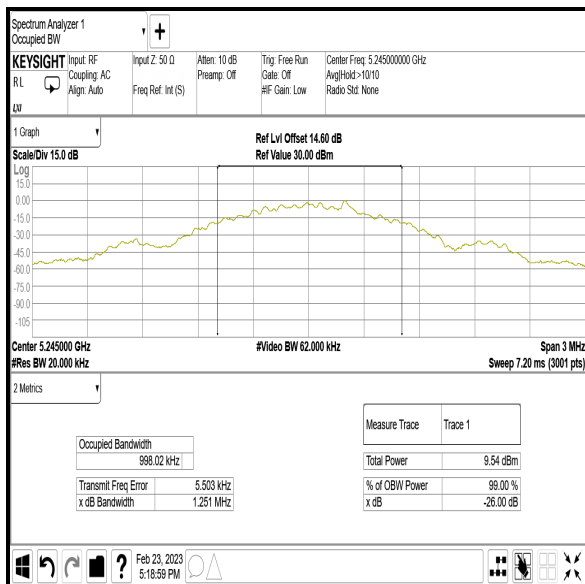 Spectrum Analyzer 1
Occupied BW
KEYSIGHT
R L
LXI
Input: RF
Coupling: AC
Align: Auto
Input Z: 50 Ω
Freq Ref: Int (S)
Atten: 10 dB
Preamp: Off
Trig: Free Run
Gate: Off
#IF Gain: Low
Center Freq: 5.245000000 GHz
Avg|Hold:>10/10
Radio Std: None
1 Graph
Scale/Div 15.0 dB
Ref Lvl Offset 14.60 dB
Ref Value 30.00 dBm
Log
15.0
0.00
-15.0
-30.0
-45.0
-60.0
-75.0
-90.0
-105
Center 5.245000 GHz
#Res BW 20.000 kHz
#Video BW 62.000 kHz
Span 3 MHz
Sweep 7.20 ms (3001 pts)
2 Metrics
Occupied Bandwidth
998.02 kHz
Transmit Freq Error 5.503 kHz
x dB Bandwidth 1.251 MHz
Measure Trace Trace 1
Total Power 9.54 dBm
% of OBW Power 99.00 %
x dB -26.00 dB
?
Feb 23, 2023
5:18:59 PM